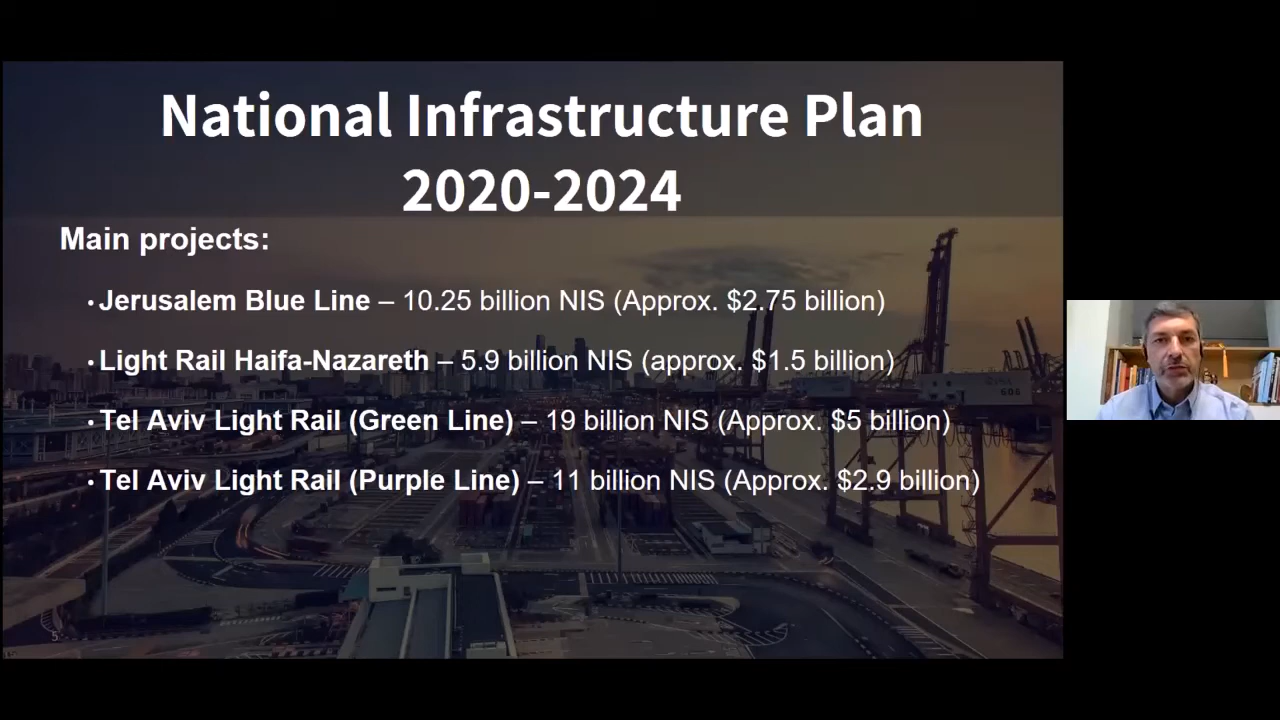 National Infrastructure Plan
2020-2024
Main projects:
• Jerusalem Blue Line – 10.25 billion NIS (Approx. $2.75 billion)
• Light Rail Haifa-Nazareth – 5.9 billion NIS (approx. $1.5 billion)
• Tel Aviv Light Rail (Green Line) – 19 billion NIS (Approx. $5 billion)
• Tel Aviv Light Rail (Purple Line) – 11 billion NIS (Approx. $2.9 billion)
5